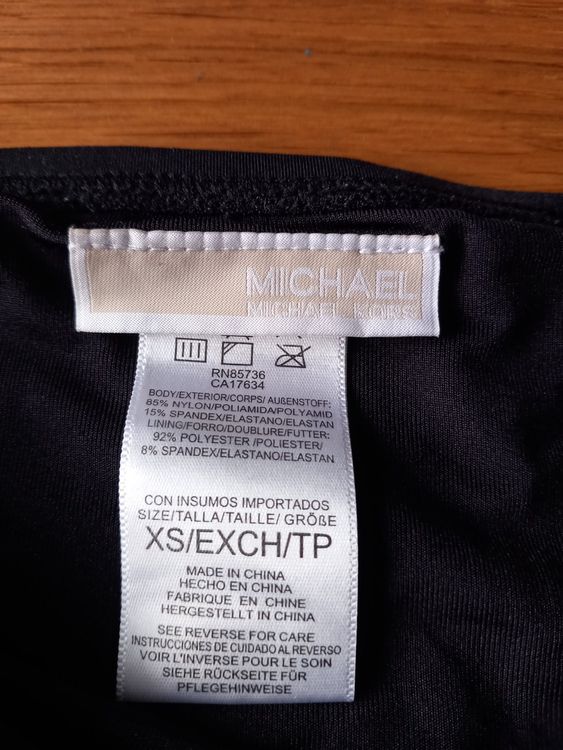 MICHAEL
MICHAEL KORS
RN85736
CA17634
BODY/EXTERIOR/CORPS/ AUßENSTOFF:
85% NYLON/POLIAMIDA/POLYAMID
15% SPANDEX/ELASTANO/ELASTAN
LINING/FORRO/DOUBLURE/FUTTER:
92% POLYESTER /POLIESTER/
8% SPANDEX/ELASTANO/ELASTAN
CON INSUMOS IMPORTADOS
SIZE/TALLA/TAILLE/ GRÖßE
XS/EXCH/TP
MADE IN CHINA
HECHO EN CHINA
FABRIQUE EN CHINE
HERGESTELLT IN CHINA
SEE REVERSE FOR CARE
INSTRUCCIONES DE CUIDADO AL REVERSO
VOIR L'INVERSE POUR LE SOIN
SIEHE RÜCKSEITE FÜR
PFLEGEHINWEISE